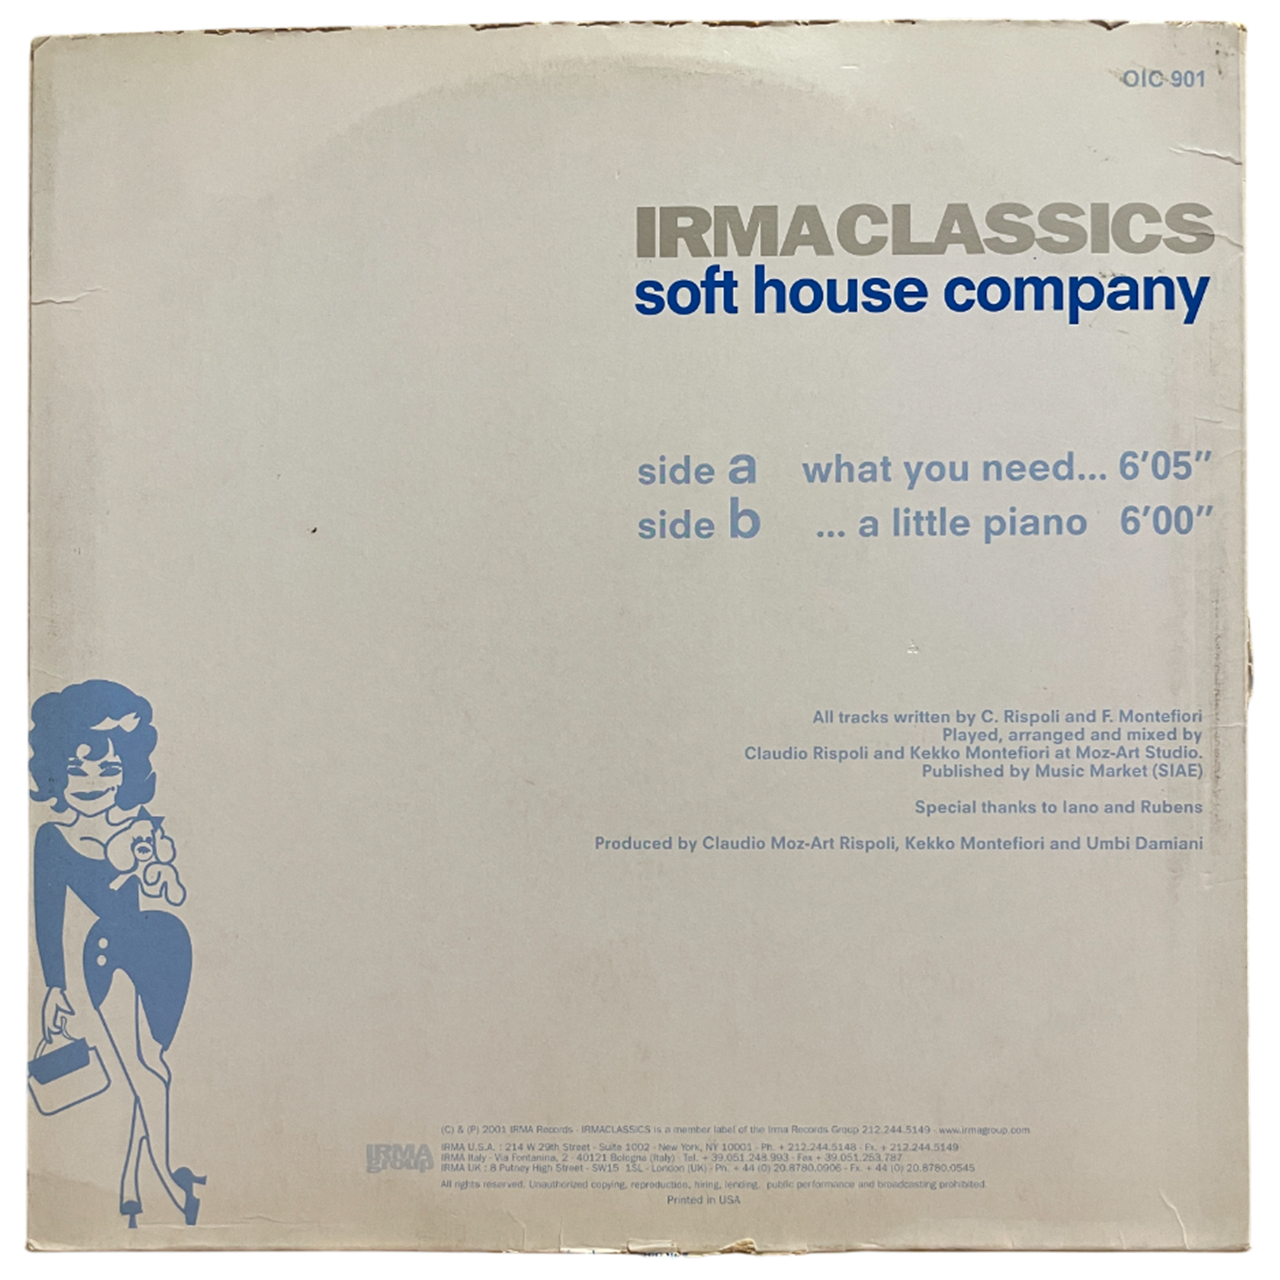 OIC 901
IRMACLASSICS
soft house company
side a what you need... 6'05"
side b ... a little piano 6'00"
All tracks written by C. Rispoli and F. Montefiori
Played, arranged and mixed by
Claudio Rispoli and Kekko Montefiori at Moz-Art Studio.
Published by Music Market (SIAE)
Special thanks to Iano and Rubens
Produced by Claudio Moz-Art Rispoli, Kekko Montefiori and Umbi Damiani
(C) & (P) 2001 IRMA Records - IRMACLASSICS is a member label of the Irma Records Group 212.244.5149 - www.irmagroup.com
IRMA group
IRMA U.S.A. : 214 W 29th Street - Suite 1002 - New York, NY 10001 - Ph. + 212.244.5148 - Fx. + 212.244.5149
IRMA Italy - Via Fontanina, 2 - 40121 Bologna (Italy) - Tel. + 39.051.248.993 - Fax + 39.051.253.787
IRMA UK : 8 Putney High Street - SW15 1SL - London (UK) - Ph. + 44 (0) 20.8780.0906 - Fx. + 44 (0) 20.8780.0545
All rights reserved. Unauthorized copying, reproduction, hiring, lending, public performance and broadcasting prohibited.
Printed in USA